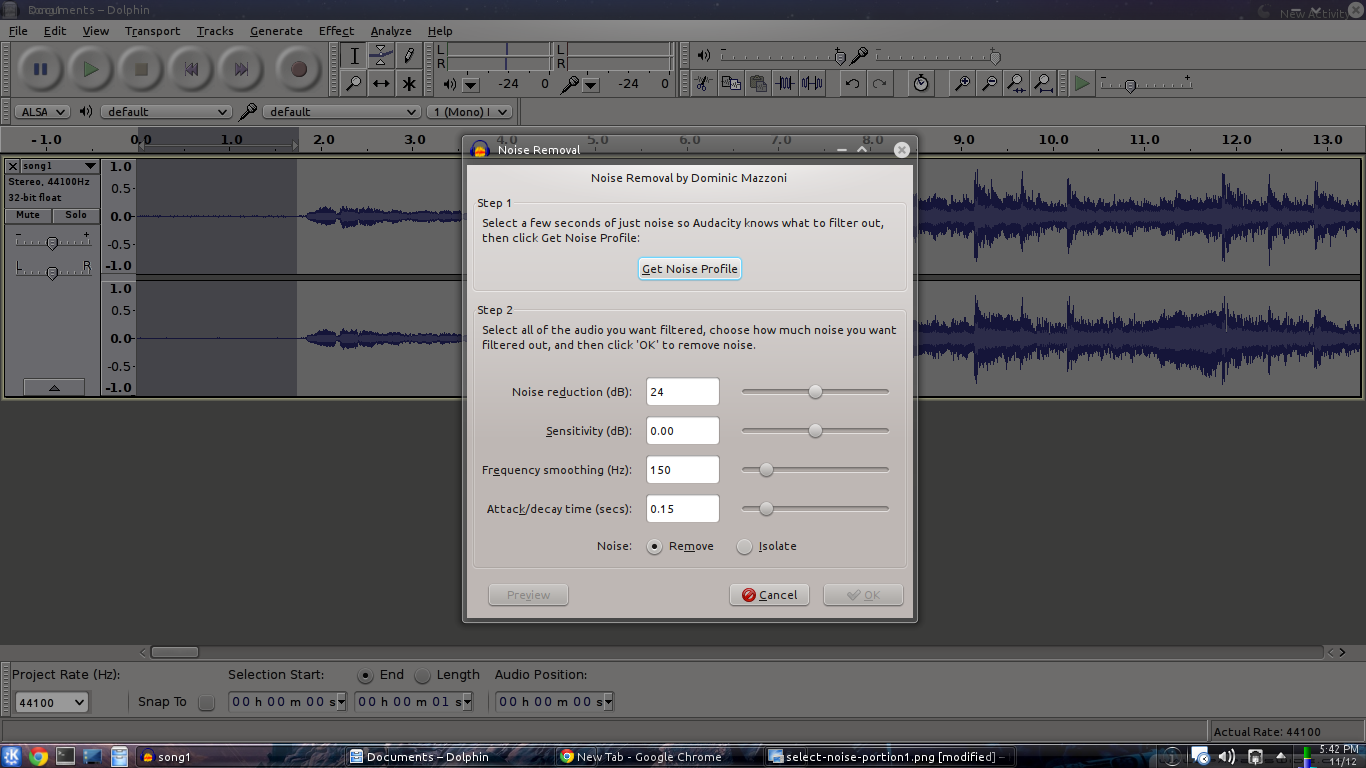 Documents – Dolphin
New Activity
File Edit View Transport Tracks Generate Effect Analyze Help
L
R
-24 0
L
R
-24 0
ALSA default default 1 (Mono) I
-1.0 0.0 1.0 2.0 3.0 4.0 5.0 6.0 7.0 8.0 9.0 10.0 11.0 12.0 13.0
song1
Stereo, 44100Hz
32-bit float
Mute Solo
- +
L R
1.0
0.5-
0.0-
-0.5-
-1.0
1.0
0.5-
0.0-
-0.5-
-1.0
Noise Removal
Noise Removal by Dominic Mazzoni
Step 1
Select a few seconds of just noise so Audacity knows what to filter out,
then click Get Noise Profile:
Get Noise Profile
Step 2
Select all of the audio you want filtered, choose how much noise you want
filtered out, and then click 'OK' to remove noise.
Noise reduction (dB): 24
Sensitivity (dB): 0.00
Frequency smoothing (Hz): 150
Attack/decay time (secs): 0.15
Noise: Remove Isolate
Preview Cancel OK
Project Rate (Hz): Selection Start: End Length Audio Position:
44100 Snap To 00 h 00 m 00 s 00 h 00 m 01 s 00 h 00 m 00 s
Actual Rate: 44100
song1 Documents – Dolphin New Tab - Google Chrome select-noise-portion1.png [modified] –
5:42 PM
11/12